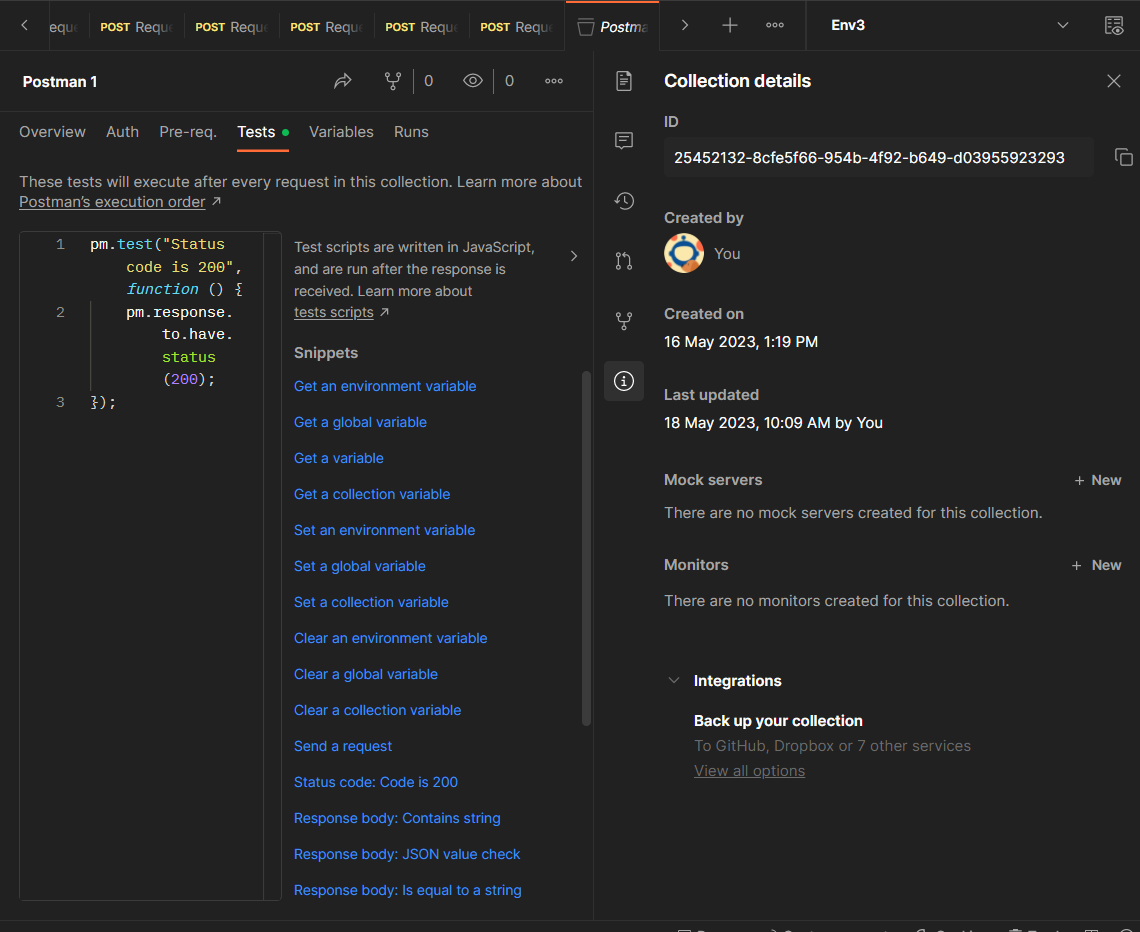 POST Requ
POST Requ
POST Requ
POST Requ
POST Requ
Postma
Env3
Postman 1
0
0
Overview
Auth
Pre-req.
Tests
Variables
Runs
These tests will execute after every request in this collection. Learn more about
Postman's execution order ↗
1 pm.test("Status
code is 200",
function () {
2 pm.response.
to.have.
status
(200);
3 });
Test scripts are written in JavaScript,
and are run after the response is
received. Learn more about
tests scripts ↗
Snippets
Get an environment variable
Get a global variable
Get a variable
Get a collection variable
Set an environment variable
Set a global variable
Set a collection variable
Clear an environment variable
Clear a global variable
Clear a collection variable
Send a request
Status code: Code is 200
Response body: Contains string
Response body: JSON value check
Response body: Is equal to a string
Collection details
ID
25452132-8cfe5f66-954b-4f92-b649-d03955923293
Created by
You
Created on
16 May 2023, 1:19 PM
Last updated
18 May 2023, 10:09 AM by You
Mock servers
+ New
There are no mock servers created for this collection.
Monitors
+ New
There are no monitors created for this collection.
Integrations
Back up your collection
To GitHub, Dropbox or 7 other services
View all options